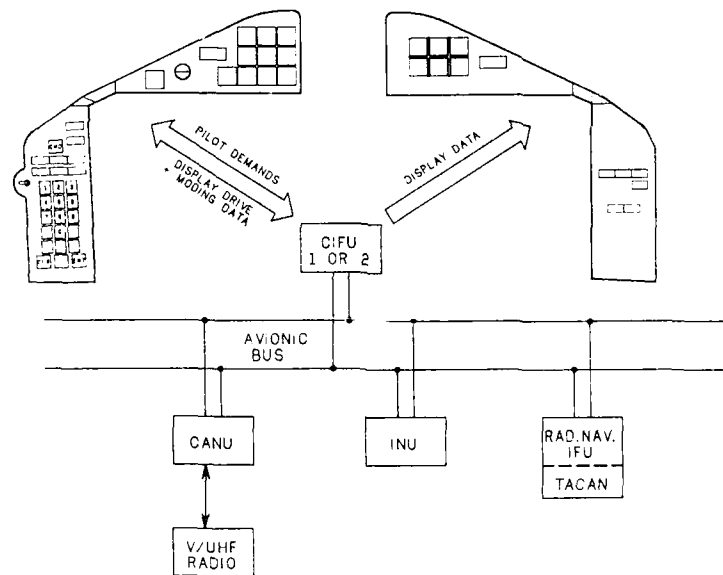 PILOT DEMANDS
DISPLAY DRIVE
+ MODING DATA
DISPLAY DATA
CIFU
1 OR 2
AVIONIC
BUS
CANU
INU
RAD.NAV.
IFU
TACAN
V/UHF
RADIO